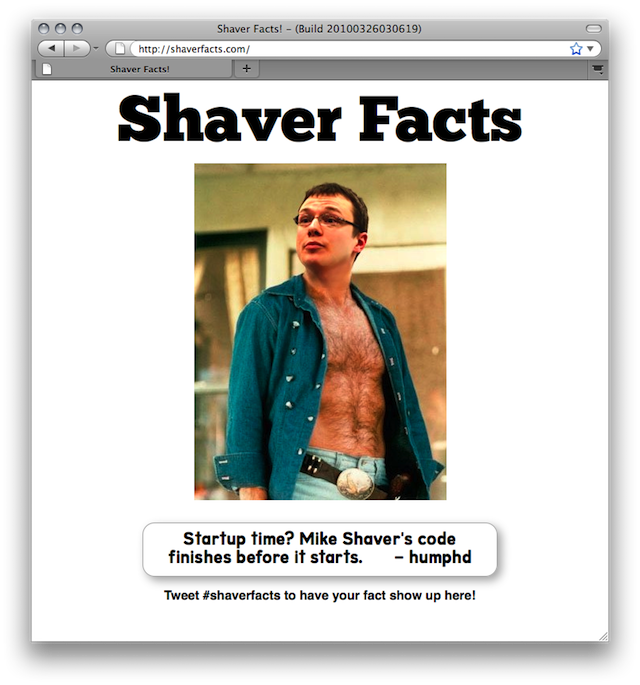 Shaver Facts! – (Build 20100326030619)
http://shaverfacts.com/
Shaver Facts!
Shaver Facts
Startup time? Mike Shaver's code
finishes before it starts. – humphd
Tweet #shaverfacts to have your fact show up here!